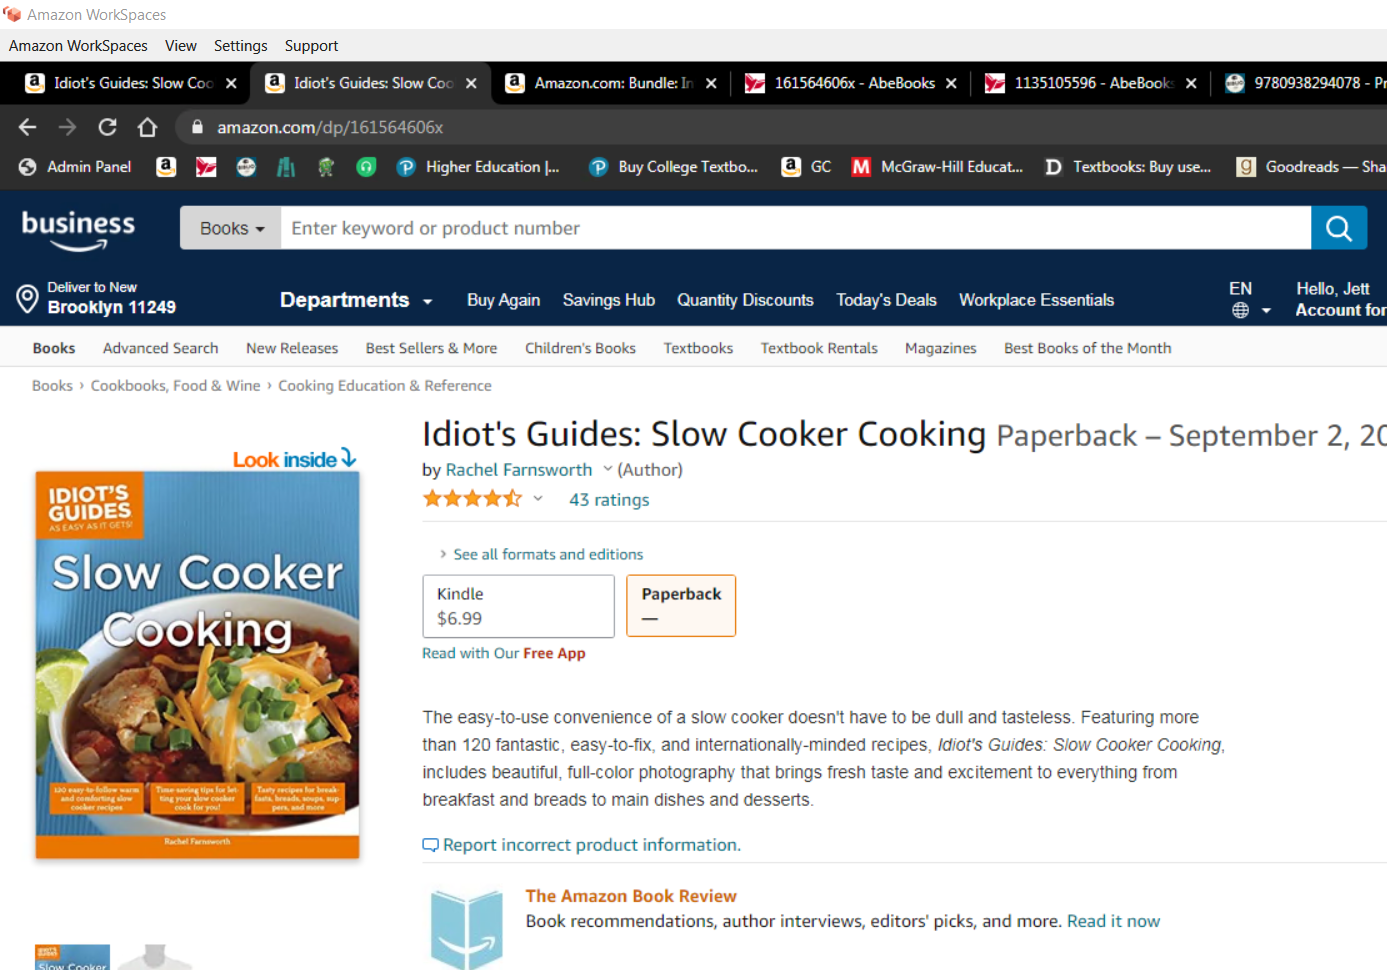 Amazon WorkSpaces
Amazon WorkSpaces View Settings Support
Idiot's Guides: Slow Coo Idiot's Guides: Slow Coo Amazon.com: Bundle: In 161564606x - AbeBooks 1135105596 - AbeBooks 9780938294078 - Pr
amazon.com/dp/161564606x
Admin Panel Higher Education |... Buy College Textbo... GC McGraw-Hill Educat... Textbooks: Buy use... Goodreads — Sha
business Books Enter keyword or product number
Deliver to New
Brooklyn 11249
Departments Buy Again Savings Hub Quantity Discounts Today's Deals Workplace Essentials
EN
Hello, Jett
Account for
Books Advanced Search New Releases Best Sellers & More Children's Books Textbooks Textbook Rentals Magazines Best Books of the Month
Books › Cookbooks, Food & Wine › Cooking Education & Reference
Look inside
IDIOT'S
GUIDES
AS EASY AS IT GETS!
Slow Cooker
Cooking
120 easy-to-follow warm
and comforting slow
cooker recipes
Time-saving tips for let-
ting your slow cooker
cook for you!
Tasty recipes for break-
fasts, breads, soups, sup-
pers, and more
Rachel Farnsworth
Idiot's Guides: Slow Cooker Cooking Paperback – September 2, 20
by Rachel Farnsworth (Author)
43 ratings
› See all formats and editions
Kindle
$6.99
Paperback
—
Read with Our Free App
The easy-to-use convenience of a slow cooker doesn't have to be dull and tasteless. Featuring more
than 120 fantastic, easy-to-fix, and internationally-minded recipes, Idiot's Guides: Slow Cooker Cooking,
includes beautiful, full-color photography that brings fresh taste and excitement to everything from
breakfast and breads to main dishes and desserts.
Report incorrect product information.
The Amazon Book Review
Book recommendations, author interviews, editors' picks, and more. Read it now
IDIOT'S
GUIDES
Slow Cooker